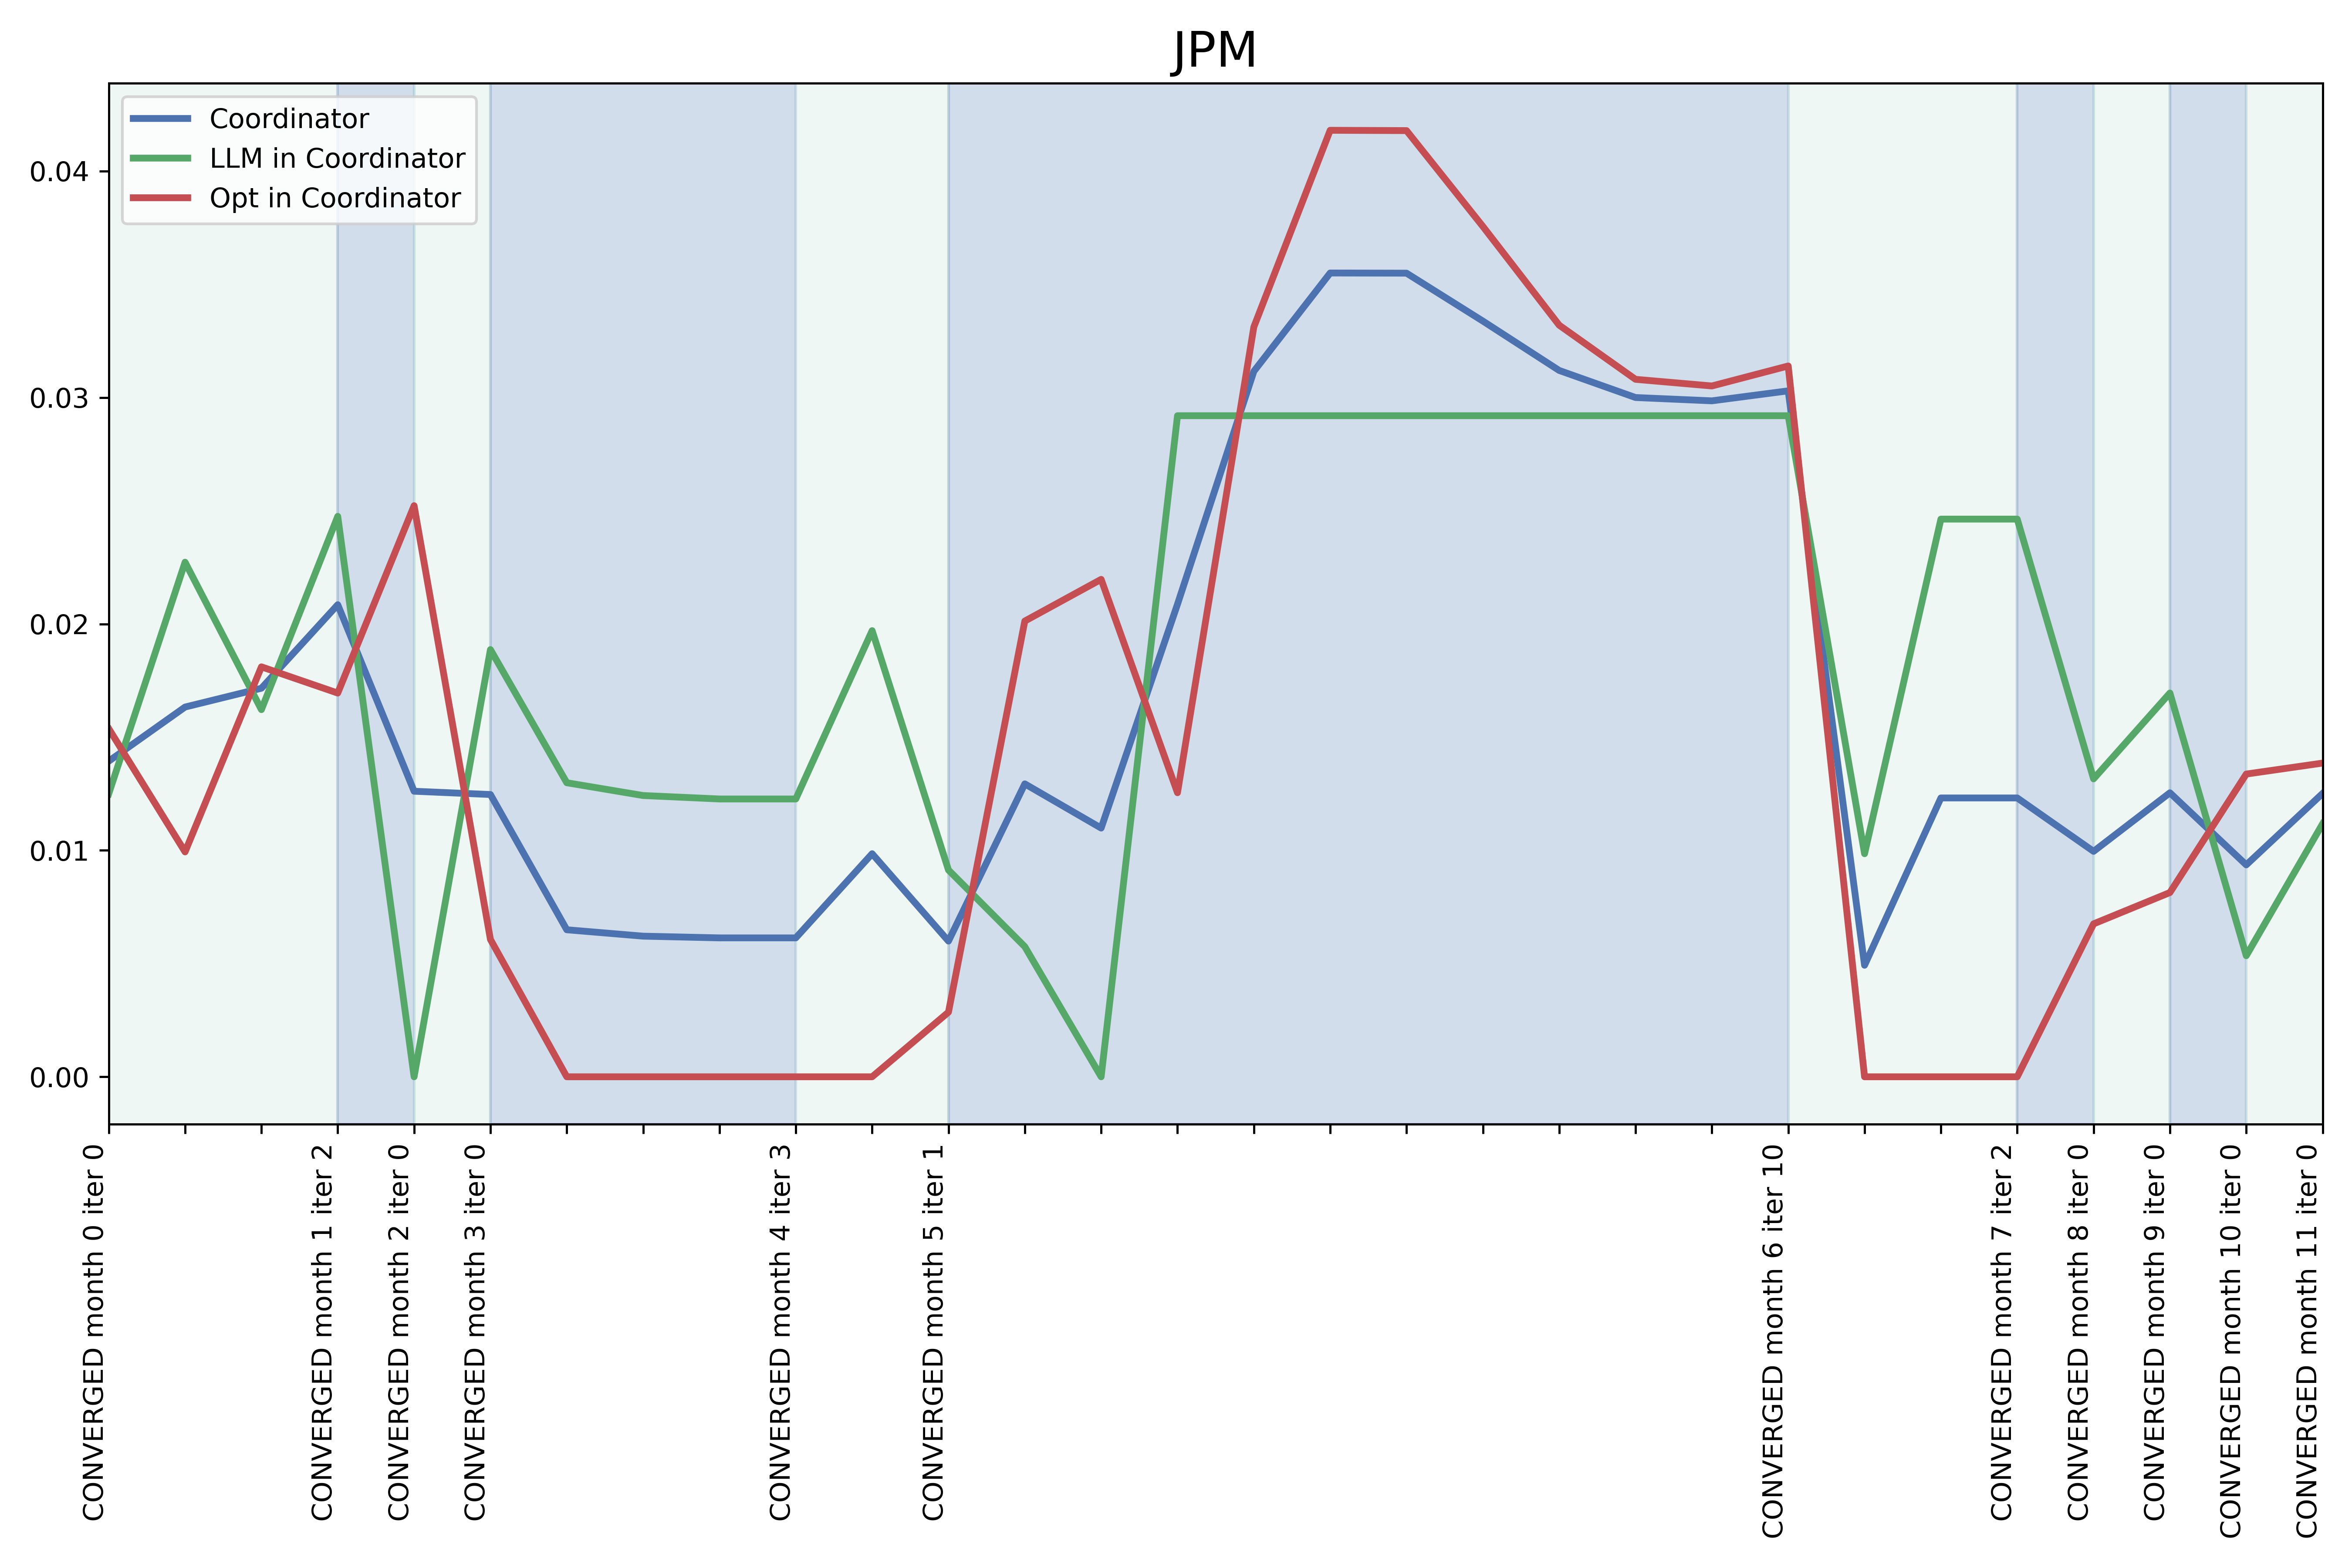 JPM
Coordinator
LLM in Coordinator
Opt in Coordinator
0.04
0.03
0.02
0.01
0.00
CONVERGED month 0 iter 0
CONVERGED month 1 iter 2
CONVERGED month 2 iter 0
CONVERGED month 3 iter 0
CONVERGED month 4 iter 3
CONVERGED month 5 iter 1
CONVERGED month 6 iter 10
CONVERGED month 7 iter 2
CONVERGED month 8 iter 0
CONVERGED month 9 iter 0
CONVERGED month 10 iter 0
CONVERGED month 11 iter 0